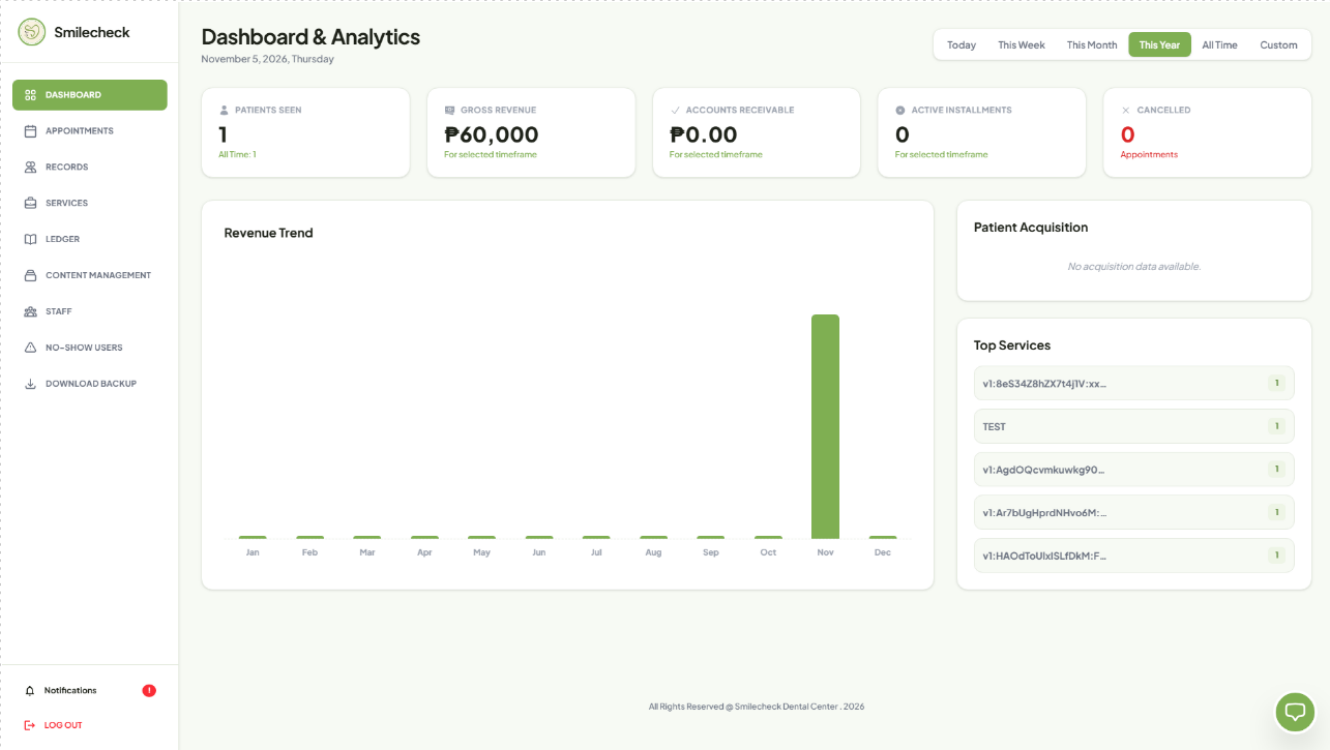 Smilecheck
DASHBOARD
APPOINTMENTS
RECORDS
SERVICES
LEDGER
CONTENT MANAGEMENT
STAFF
NO-SHOW USERS
DOWNLOAD BACKUP
Notifications !
LOG OUT
Dashboard & Analytics
November 5, 2026, Thursday
Today This Week This Month This Year All Time Custom
PATIENTS SEEN
1
All Time: 1
GROSS REVENUE
₱60,000
For selected timeframe
ACCOUNTS RECEIVABLE
₱0.00
For selected timeframe
ACTIVE INSTALLMENTS
0
For selected timeframe
CANCELLED
0
Appointments
Revenue Trend
Jan Feb Mar Apr May Jun Jul Aug Sep Oct Nov Dec
Patient Acquisition
No acquisition data available.
Top Services
v1:8eS34Z8hZX7t4j1V:xx... 1
TEST 1
v1:AgdOQcvmkuwkg90... 1
v1:Ar7bUgHprdNHvo6M:... 1
v1:HAOdToUIxISLfDkM:F... 1
All Rights Reserved @ Smilecheck Dental Center . 2026